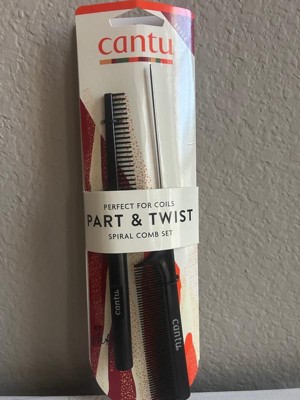 cantu
PERFECT FOR COILS
PART & TWIST
SPIRAL COMB SET
cantu
cantu